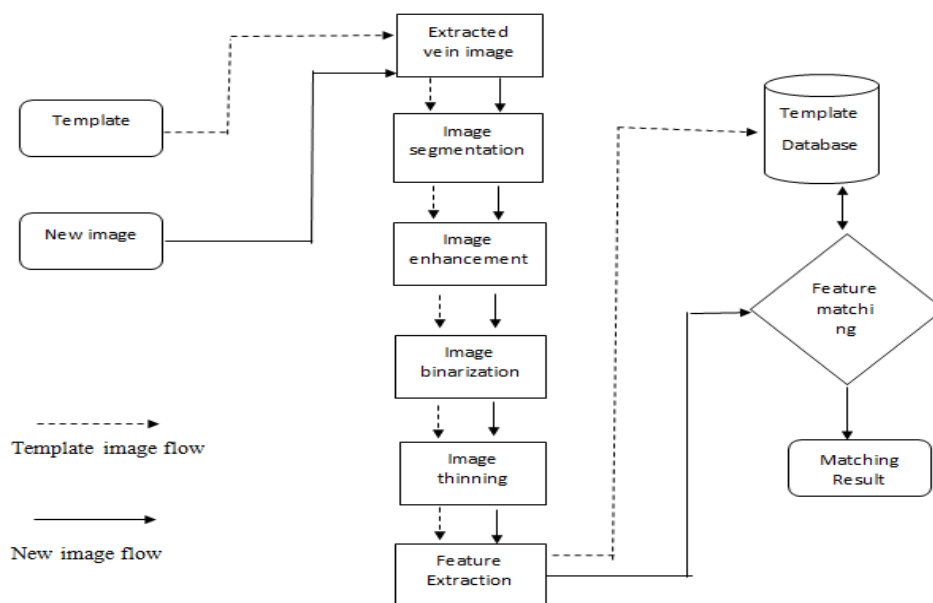 Extracted
vein image
Template
Image
segmentation
Template
Database
New image
Image
enhancement
Feature
matchi
ng
Image
binarization
Template image flow
Image
thinning
Matching
Result
New image flow
Feature
Extraction